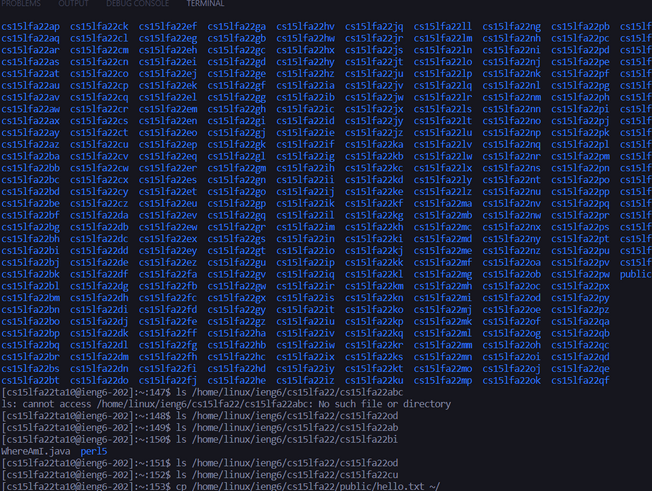 PROBLEMS OUTPUT DEBUG CONSOLE TERMINAL
cs15lfa22ap cs15lfa22ck cs15lfa22ef cs15lfa22ga cs15lfa22hv cs15lfa22jq cs15lfa22ll cs15lfa22ng cs15lfa22pb cs15lf
cs15lfa22aq cs15lfa22cl cs15lfa22eg cs15lfa22gb cs15lfa22hw cs15lfa22jr cs15lfa22lm cs15lfa22nh cs15lfa22pc cs15lf
cs15lfa22ar cs15lfa22cm cs15lfa22eh cs15lfa22gc cs15lfa22hx cs15lfa22js cs15lfa22ln cs15lfa22ni cs15lfa22pd cs15lf
cs15lfa22as cs15lfa22cn cs15lfa22ei cs15lfa22gd cs15lfa22hy cs15lfa22jt cs15lfa22lo cs15lfa22nj cs15lfa22pe cs15lf
cs15lfa22at cs15lfa22co cs15lfa22ej cs15lfa22ge cs15lfa22hz cs15lfa22ju cs15lfa22lp cs15lfa22nk cs15lfa22pf cs15lf
cs15lfa22au cs15lfa22cp cs15lfa22ek cs15lfa22gf cs15lfa22ia cs15lfa22jv cs15lfa22lq cs15lfa22nl cs15lfa22pg cs15lf
cs15lfa22av cs15lfa22cq cs15lfa22el cs15lfa22gg cs15lfa22ib cs15lfa22jw cs15lfa22lr cs15lfa22nm cs15lfa22ph cs15lf
cs15lfa22aw cs15lfa22cr cs15lfa22em cs15lfa22gh cs15lfa22ic cs15lfa22jx cs15lfa22ls cs15lfa22nn cs15lfa22pi cs15lf
cs15lfa22ax cs15lfa22cs cs15lfa22en cs15lfa22gi cs15lfa22id cs15lfa22jy cs15lfa22lt cs15lfa22no cs15lfa22pj cs15lf
cs15lfa22ay cs15lfa22ct cs15lfa22eo cs15lfa22gj cs15lfa22ie cs15lfa22jz cs15lfa22lu cs15lfa22np cs15lfa22pk cs15lf
cs15lfa22az cs15lfa22cu cs15lfa22ep cs15lfa22gk cs15lfa22if cs15lfa22ka cs15lfa22lv cs15lfa22nq cs15lfa22pl cs15lf
cs15lfa22ba cs15lfa22cv cs15lfa22eq cs15lfa22gl cs15lfa22ig cs15lfa22kb cs15lfa22lw cs15lfa22nr cs15lfa22pm cs15lf
cs15lfa22bb cs15lfa22cw cs15lfa22er cs15lfa22gm cs15lfa22ih cs15lfa22kc cs15lfa22lx cs15lfa22ns cs15lfa22pn cs15lf
cs15lfa22bc cs15lfa22cx cs15lfa22es cs15lfa22gn cs15lfa22ii cs15lfa22kd cs15lfa22ly cs15lfa22nt cs15lfa22po cs15lf
cs15lfa22bd cs15lfa22cy cs15lfa22et cs15lfa22go cs15lfa22ij cs15lfa22ke cs15lfa22lz cs15lfa22nu cs15lfa22pp cs15lf
cs15lfa22be cs15lfa22cz cs15lfa22eu cs15lfa22gp cs15lfa22ik cs15lfa22kf cs15lfa22ma cs15lfa22nv cs15lfa22pq cs15lf
cs15lfa22bf cs15lfa22da cs15lfa22ev cs15lfa22gq cs15lfa22il cs15lfa22kg cs15lfa22mb cs15lfa22nw cs15lfa22pr cs15lf
cs15lfa22bg cs15lfa22db cs15lfa22ew cs15lfa22gr cs15lfa22im cs15lfa22kh cs15lfa22mc cs15lfa22nx cs15lfa22ps cs15lf
cs15lfa22bh cs15lfa22dc cs15lfa22ex cs15lfa22gs cs15lfa22in cs15lfa22ki cs15lfa22md cs15lfa22ny cs15lfa22pt cs15lf
cs15lfa22bi cs15lfa22dd cs15lfa22ey cs15lfa22gt cs15lfa22io cs15lfa22kj cs15lfa22me cs15lfa22nz cs15lfa22pu cs15lf
cs15lfa22bj cs15lfa22de cs15lfa22ez cs15lfa22gu cs15lfa22ip cs15lfa22kk cs15lfa22mf cs15lfa22oa cs15lfa22pv cs15lf
cs15lfa22bk cs15lfa22df cs15lfa22fa cs15lfa22gv cs15lfa22iq cs15lfa22kl cs15lfa22mg cs15lfa22ob cs15lfa22pw public
cs15lfa22bl cs15lfa22dg cs15lfa22fb cs15lfa22gw cs15lfa22ir cs15lfa22km cs15lfa22mh cs15lfa22oc cs15lfa22px
cs15lfa22bm cs15lfa22dh cs15lfa22fc cs15lfa22gx cs15lfa22is cs15lfa22kn cs15lfa22mi cs15lfa22od cs15lfa22py
cs15lfa22bn cs15lfa22di cs15lfa22fd cs15lfa22gy cs15lfa22it cs15lfa22ko cs15lfa22mj cs15lfa22oe cs15lfa22pz
cs15lfa22bo cs15lfa22dj cs15lfa22fe cs15lfa22gz cs15lfa22iu cs15lfa22kp cs15lfa22mk cs15lfa22of cs15lfa22qa
cs15lfa22bp cs15lfa22dk cs15lfa22ff cs15lfa22ha cs15lfa22iv cs15lfa22kq cs15lfa22ml cs15lfa22og cs15lfa22qb
cs15lfa22bq cs15lfa22dl cs15lfa22fg cs15lfa22hb cs15lfa22iw cs15lfa22kr cs15lfa22mm cs15lfa22oh cs15lfa22qc
cs15lfa22br cs15lfa22dm cs15lfa22fh cs15lfa22hc cs15lfa22ix cs15lfa22ks cs15lfa22mn cs15lfa22oi cs15lfa22qd
cs15lfa22bs cs15lfa22dn cs15lfa22fi cs15lfa22hd cs15lfa22iy cs15lfa22kt cs15lfa22mo cs15lfa22oj cs15lfa22qe
cs15lfa22bt cs15lfa22do cs15lfa22fj cs15lfa22he cs15lfa22iz cs15lfa22ku cs15lfa22mp cs15lfa22ok cs15lfa22qf
[cs15lfa22ta10@ieng6-202]:~:147$ ls /home/linux/ieng6/cs15lfa22/cs15lfa22abc
ls: cannot access /home/linux/ieng6/cs15lfa22/cs15lfa22abc: No such file or directory
[cs15lfa22ta10@ieng6-202]:~:148$ ls /home/linux/ieng6/cs15lfa22/cs15lfa22od
[cs15lfa22ta10@ieng6-202]:~:149$ ls /home/linux/ieng6/cs15lfa22/cs15lfa22ab
[cs15lfa22ta10@ieng6-202]:~:150$ ls /home/linux/ieng6/cs15lfa22/cs15lfa22bi
WhereAmI.java perl5
[cs15lfa22ta10@ieng6-202]:~:151$ ls /home/linux/ieng6/cs15lfa22/cs15lfa22od
[cs15lfa22ta10@ieng6-202]:~:152$ ls /home/linux/ieng6/cs15lfa22/cs15lfa22cu
[cs15lfa22ta10@ieng6-202]:~:153$ cp /home/linux/ieng6/cs15lfa22/public/hello.txt ~/